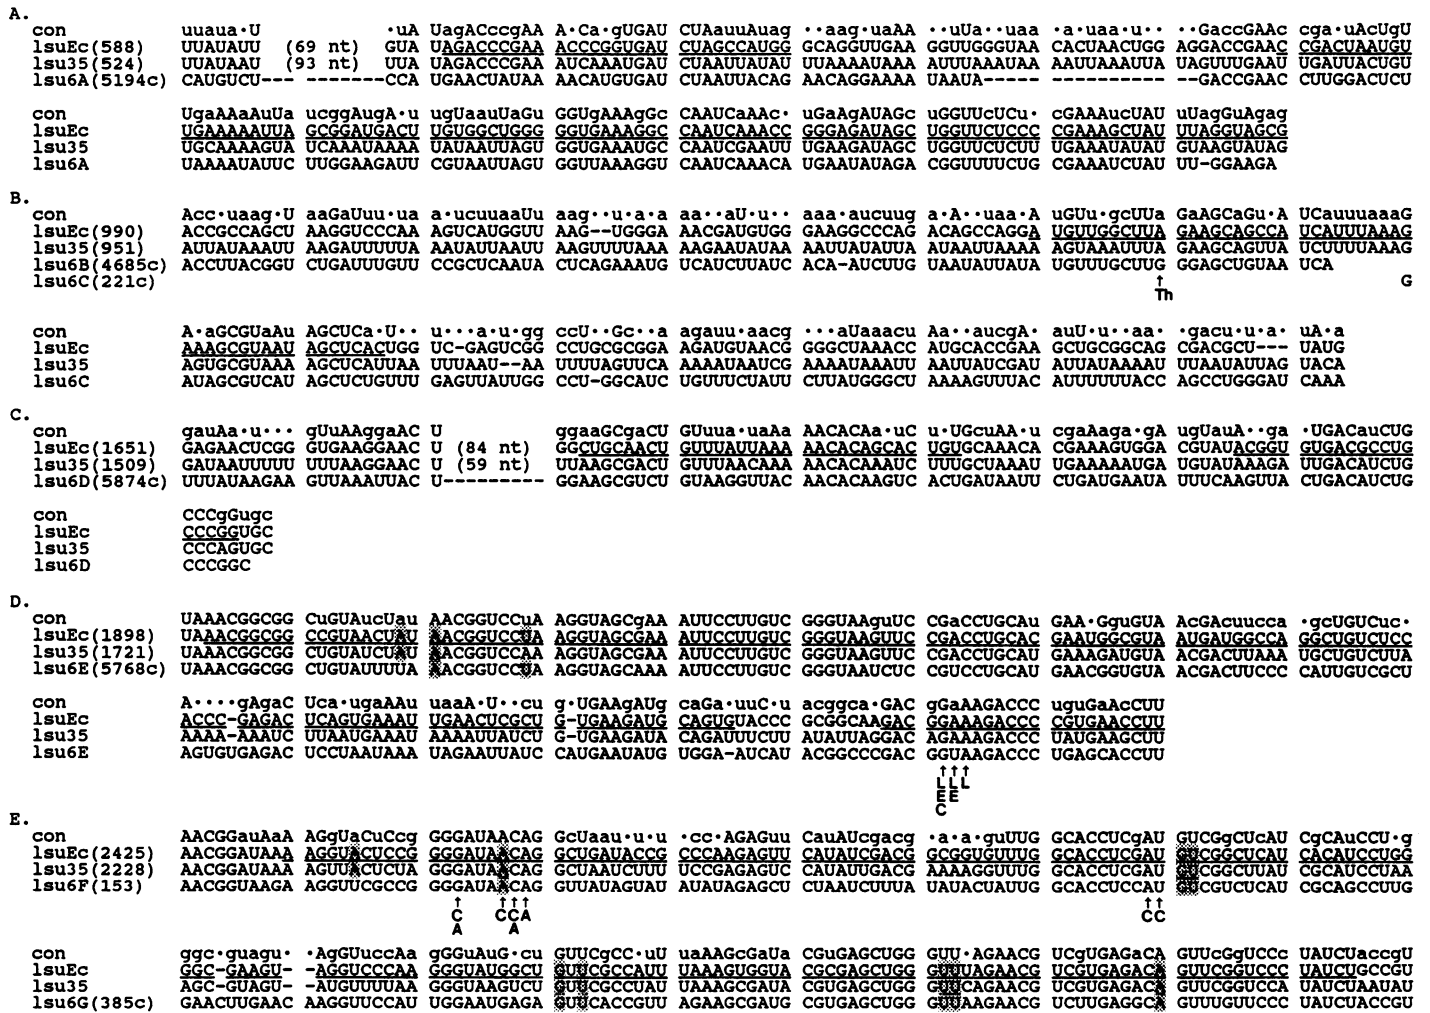 A.
con uuaua·U ·uA UagACccgAA A·Ca·gUGAU CUAauUAuAg ··aag·uaAA ··uUa··uaa ·a·uaa·u·· ··GAccGAAC cga·uAcUgU
lsuEc(588) UUAUAUU (69 nt) GUA UAGACCCGAA ACCCGGUGAU CUAGCCAUGG GCAGGUUGAA GGUUGGGUAA CACUAACUGG AGGACCGAAC CGACUAAUGU
lsu35(524) UUAUAAU (93 nt) UUA UAGACCCGAA AUCAAAUGAU CUAAUUAUAU UUAAAAUAAU AUUUAAAUAU AAUUAAAUUA UAGUUUGAAU UGAUUACUGU
lsu6A(5194c) CAUGUCU---- -----------CCA UGAACUAUAA AACAUGUGAU CUAAUUACAG AACAGGAAAA UAAUA----- ---------- ----GACCGAAC CUUGGACUCU
con UgaAAaAuUa ucggAugA·u ugUaauUaGu GGUgAAAgGc CAAUCaAAc· uGaAgAUAGc UgGUUcUCu· cGAAAucUAU uUAgGuAgag
lsuEc UGAAAAAUUA GCGGAUGACU UGUGGCUGGG GGUGAAAGGC CAAUCAAACC GGGAGAUAGC UGGUUCUCCC CGAAAGCUAU UUAGGUAGCG
lsu35 UGCAAAAGUA UCAAAUAAAA UAUAAUUAGU GGUGAAAUGC CAAUCGAAUU UGAAGAUAGC UGGUUCUCUU UGAAAUAUAU GUAAGUAUAG
lsu6A UAAAAUAUUC UUGGAAGAUU CGUAAUUAGU GGUUAAAGGU CAAUCAAACA UGAAUAUAGA CGGUUUUCUG CGAAAUCUAU UU-GGAAGA
B.
con Acc·uaag·U aaGaUuu·ua a·ucuuaaUu aag··u·a·a aa··aU·u·· aaa·aucuug a·A··uaa·A uGUu·gcUUa GaAGCAGu·A UCauuuaaaG
lsuEc(990) ACCGCCAGCU AAGGUCCCAA AGUCAUGGUU AAG--UGGGA AACGAUGUGG GAAGGCCCAG ACAGCCAGGA UGUUGGCUUA GAAGCAGCCA UCAUUUAAAG
lsu35(951) AUUAUAAAUU AAGAUUUUUA AAUAUUAAUU AAGUUUUAAA AAGAAUAUAA AAUUAUAUUA AUAAUUAAAA AGUAAAUUUA GAAGCAGUUA UCUUUUAAAG
lsu6B(4685c) ACCUUACGGU CUGAUUUGUU CCGCUCAAUA CUCAGAAAUG UCAUCUUAUC ACA-AUCUUG UAAUAUUAUA UGUUUGCUUG GGAGCUGUAA UCA
lsu6C(221c) G
↑
Th
con A·aGCGUaAu AGCUCa·U·· u···a·u·gg ccU··Gc··a agauu·aacg ···aUaaacu Aa··aucgA· auU·u··aa· ·gacu·u·a· uA·a
lsuEc AAAGCGUAAU AGCUCACUGG UC-GAGUCGG CCUGCGCGGA AGAUGUAACG GGGCUAAACC AUGCACCGAA GCUGCGGCAG CGACGCU--- UAUG
lsu35 AGUGCGUAAA AGCUCAUUAA UUUAAU--AA UUUUAGUUCA AAAAUAAUCG AAAAUAAAUU AAUUAUCGAU AUUAUAAAAU UUAAUAUUAG UACA
lsu6C AUAGCGUCAU AGCUCUGUUU GAGUUAUUGG CCU-GGCAUC UGUUUCUAUU CUUAUGGGCU AAAAGUUUAC AUUUUUUACC AGCCUGGGAU CAAA
C.
con gauAa·u··· gUuAAggaAC U ggaaGCgaCU GUuua·uaAa AACACAa·uCu U·UGcuAA·u cgaAaga·gA ugUauA··ga ·UGACauCUG
lsuEc(1651) GAGAACUCGG GUGAAGGAAC U (84 nt) GGCUGCAACU GUUUAUUAAA AACACAGCAC UGUGCAAACA CGAAAGUGGA CGUAUACGGU GUGACGCCUG
lsu35(1509) GAUAAUUUUU UUUAAGGAAC U (59 nt) UUAAGCGACU GUUUAACAAA AACACAAAUC UUUGCUAAAU UGAAAAAUGA UGUAUAAAGA UUGACAUCUG
lsu6D(5874c) UUUAUAAGAA GUUAAAUUAC U--------- GGAAGCGUCU GUAAGGUUAC AACACAAGUC ACUGAUAAUU CUGAUGAAUA UUUCAAGUUA CUGACAUCUG
con CCCgGugc
lsuEc CCCGGUGC
lsu35 CCCAGUGC
lsu6D CCCGGC
D.
con UAAACGGCGG CuGUAucUau AACGGUCCuA AGGUAGCgAA AUUCCUUGUC GGGUAAguUC CGaCCUGCAu GAA·GguGUA ACGAcuucca ·gcUGUCuc·
lsuEc(1898) UAAACGGCGG CCGUAACUAU AACGGUCCUA AGGUAGCGAA AUUCCUUGUC GGGUAAGUUC CGACCUGCAC GAAUGGCGUA AUGAUGGCCA GGCUGUCUCC
lsu35(1721) UAAACGGCGG CUGUAUCUAU AACGGUCCAA AGGUAGCGAA AUUCCUUGUC GGGUAAGUUC CGACCUGCAU GAAAGAUGUA ACGACUUAAA UGCUGUCUUA
lsu6E(5768c) UAAACGGCGG CUGUAUUUUA AACGGUCCUA AGGUAGCAAA AUUCCUUGUC GGGUAAUCUC CGUCCUGCAU GAACGGUGUA ACGACUUCCC CAUUGUCGCU
con A····gAgaC Uca·ugaAAu uaaA·U··cu g·UGAAgAUg caGa·uuC·u acggca·GAC gGaAAGACCC uguGaAcCUU
lsuEc ACCC-GAGAC UCAGUGAAAU UGAACUCGCU G-UGAAGAUG CAGUGUACCC GCGGCAAGAC GGAAAGACCC CGUGAACCUU
lsu35 AAAA-AAAUC UUAAUGAAAU AAAAUUAUCU G-UGAAGAUA CAGAUUUCUU AUAUUAGGAC AGAAAGACCC UAUGAAGCUU
lsu6E AGUGUGAGAC UCCUAAUAAA UAGAAUUAUC CAUGAAUAUG UGGA-AUCAU ACGGCCCGAC GGUAAGACCC UGAGCACCUU
↑↑↑
LLL
EE
C
E.
con AACGGauAaA AGgUaCuCcg GGGAUAACAG GcUaau·u·u ·cc·AGAGuu CauAUcgacg ·a·a·guUUG GCACCUCGAU GUCGgcUCAU CgCAuCCU·g
lsuEc(2425) AACGGAUAAA AGGUACUCCG GGGAUAACAG GCUGAUACCG CCCAAGAGUU CAUAUCGACG GCGGUGUUUG GCACCUCGAU GUCGGCUCAU CACAUCCUGG
lsu35(2228) AACGGAUAAA AGUUACUCUA GGGAUAACAG GCUAAUCUUU UCCGAGAGUC CAUAUUGACG AAAAGGUUUG GCACCUCGAU GUCGGCUUAU CGCAUCCUAA
lsu6F(153) AACGGUAAGA AGGUUCGCCG GGGAUAACAG GUUAUAGUAU AUAUAGAGCU CUAAUCUUUA UAUACUAUUG GCACCUCCAU GUCGUCUCAU CGCAGCCUUG
↑ ↑↑↑ ↑↑
C CCA CC
A A
con ggc·guagu· ·AgGUuccAa gGGuAuG·cu GUUCgCC·uU uaAAgcGaUa CGuGAGCUGG GUU·AGAACG UCGUGAGACA GUUcGgUCCc UAUCUaccgU
lsuEc GGC-GAAGU- -AGGUCCCAA GGGUAUGGCU GUUCGCCAUU UAAAGUGGUA CGCGAGCUGG GUUUAGAACG UCGUGAGACA GUUCGGUCCC UAUCUGCCGU
lsu35 AGC-GUAGU- -AUGUUUUAA GGGUAAGUCU GUUCGCCUAU UAAAGCGAUA CGUGAGCUGG GUUCAGAACG UCGUGAGACA GUUCGGUCCA UAUCUAAUAU
lsu6G(385c) GAACUUGAAC AAGGUUCCAU UGGAAUGAGA GUUCACCGUU AGAAGCGAUG CGUGAGCUGG GUUAAGAACG UCUUGAGGCA GUUUGUUCCC UAUCUACCGU